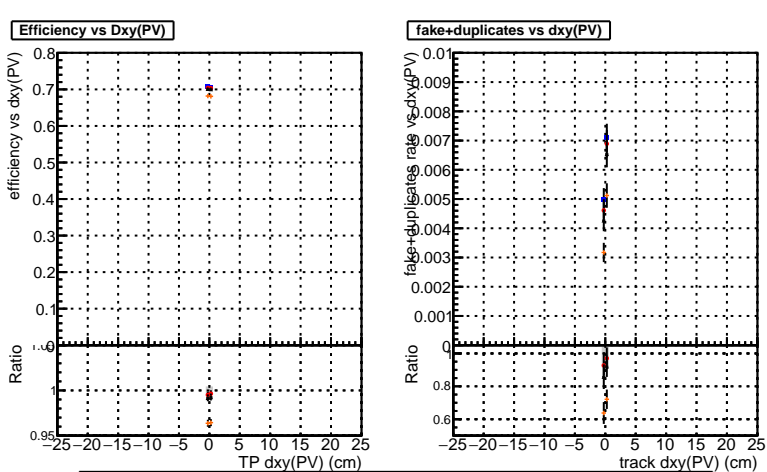 Efficiency vs Dxy(PV)
efficiency vs dxy(PV)
0.8
0.7
0.6
0.5
0.4
0.3
0.2
0.1
0
Ratio
1
0.95
−25 −20 −15 −10 −5 0 5 10 15 20 25
TP dxy(PV) (cm)
fake+duplicates vs dxy(PV)
fake+duplicates rate vs dxy(PV)
0.01
0.009
0.008
0.007
0.006
0.005
0.004
0.003
0.002
0.001
0
Ratio
1
0.8
0.6
−25 −20 −15 −10 −5 0 5 10 15 20 25
track dxy(PV) (cm)